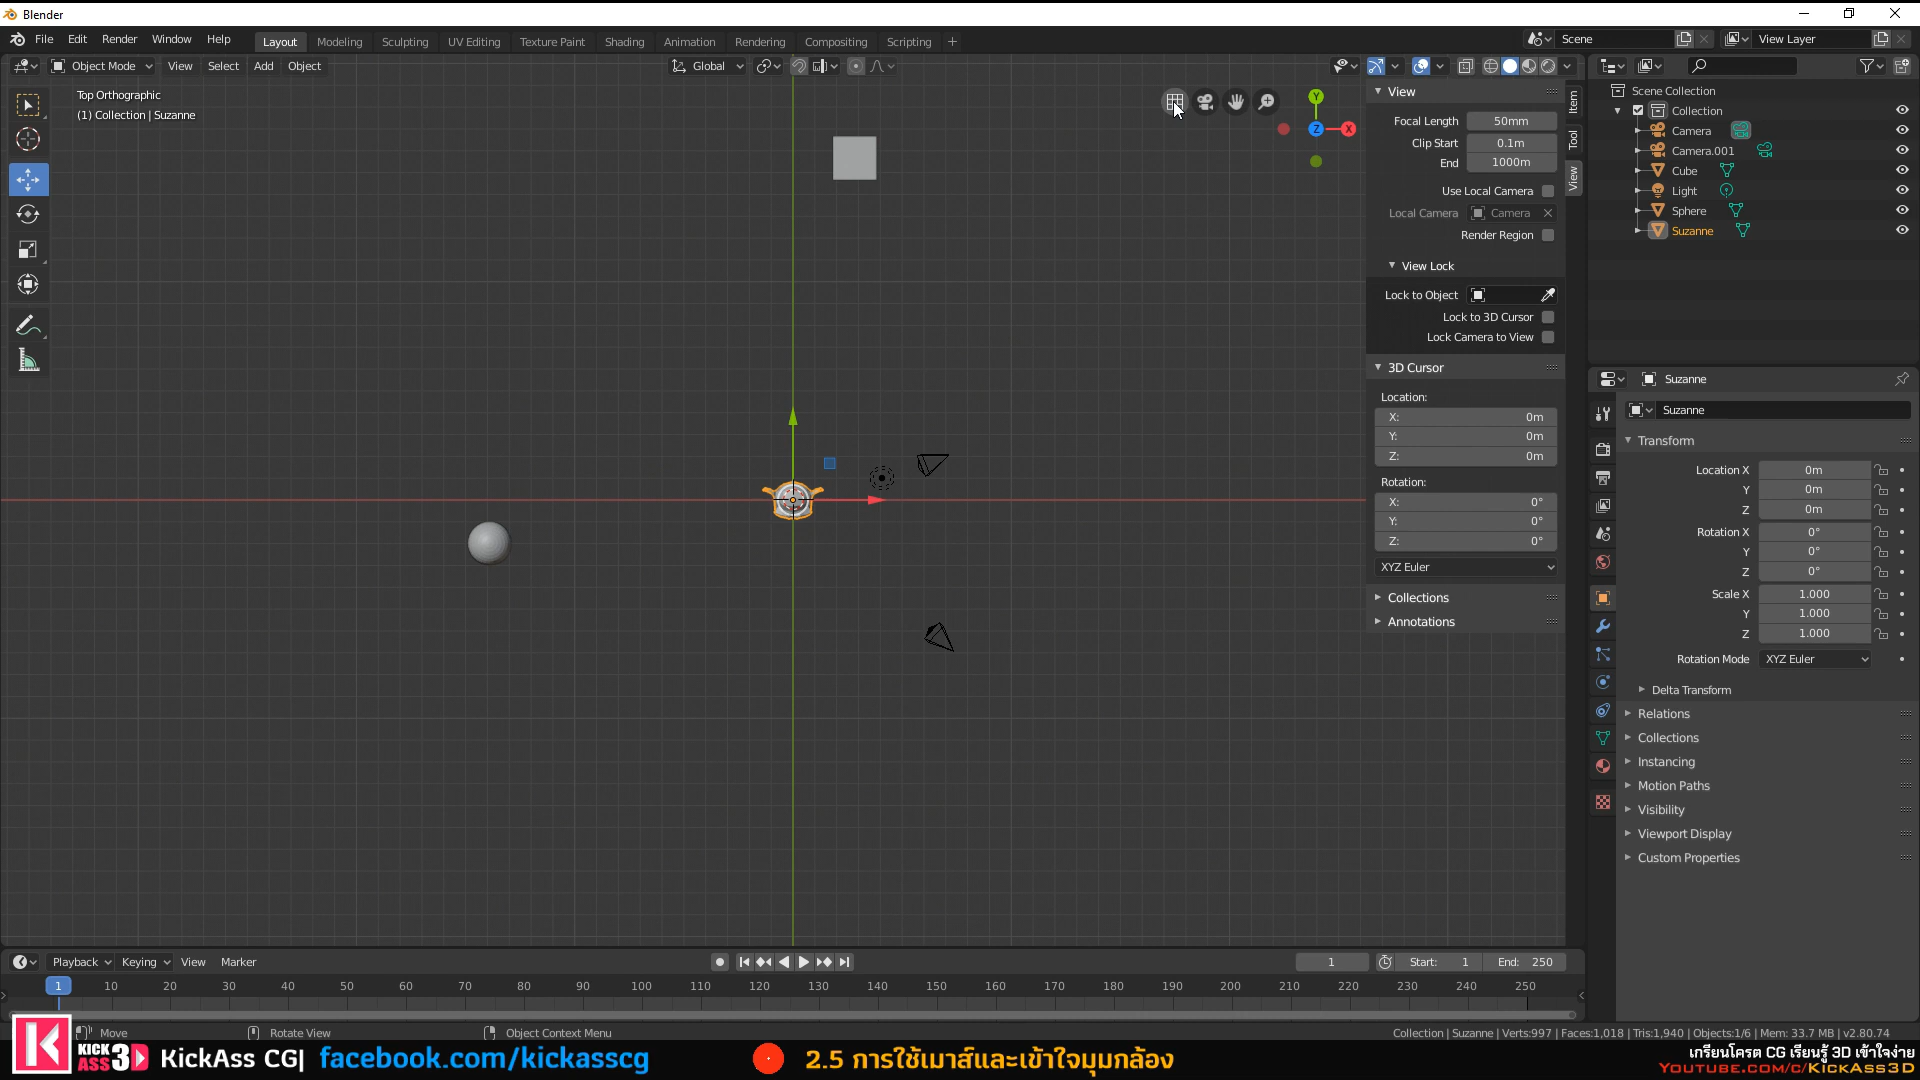 Blender
File Edit Render Window Help
Layout Modeling Sculpting UV Editing Texture Paint Shading Animation Rendering Compositing Scripting +
Scene
View Layer
Object Mode View Select Add Object
Global
Top Orthographic
(1) Collection | Suzanne
Y
Z
X
View
Focal Length 50mm
Clip Start 0.1m
End 1000m
Use Local Camera
Local Camera Camera
Render Region
View Lock
Lock to Object
Lock to 3D Cursor
Lock Camera to View
3D Cursor
Location:
X: 0m
Y: 0m
Z: 0m
Rotation:
X: 0°
Y: 0°
Z: 0°
XYZ Euler
Collections
Annotations
Item
Tool
View
Scene Collection
Collection
Camera
Camera.001
Cube
Light
Sphere
Suzanne
Suzanne
Suzanne
Transform
Location X 0m
Y 0m
Z 0m
Rotation X 0°
Y 0°
Z 0°
Scale X 1.000
Y 1.000
Z 1.000
Rotation Mode XYZ Euler
Delta Transform
Relations
Collections
Instancing
Motion Paths
Visibility
Viewport Display
Custom Properties
Playback Keying View Marker
1
Start: 1 End: 250
1 10 20 30 40 50 60 70 80 90 100 110 120 130 140 150 160 170 180 190 200 210 220 230 240 250
Move Rotate View Object Context Menu
Collection | Suzanne | Verts:997 | Faces:1,018 | Tris:1,940 | Objects:1/6 | Mem: 33.7 MB | v2.80.74
KICK ASS 3D KickAss CG| facebook.com/kickasscg
2.5 การใช้เมาส์และเข้าใจมุมกล้อง
เกรียนโครต CG เรียนรู้ 3D เข้าใจง่าย
YOUTUBE.COM/C/KICKASS3D